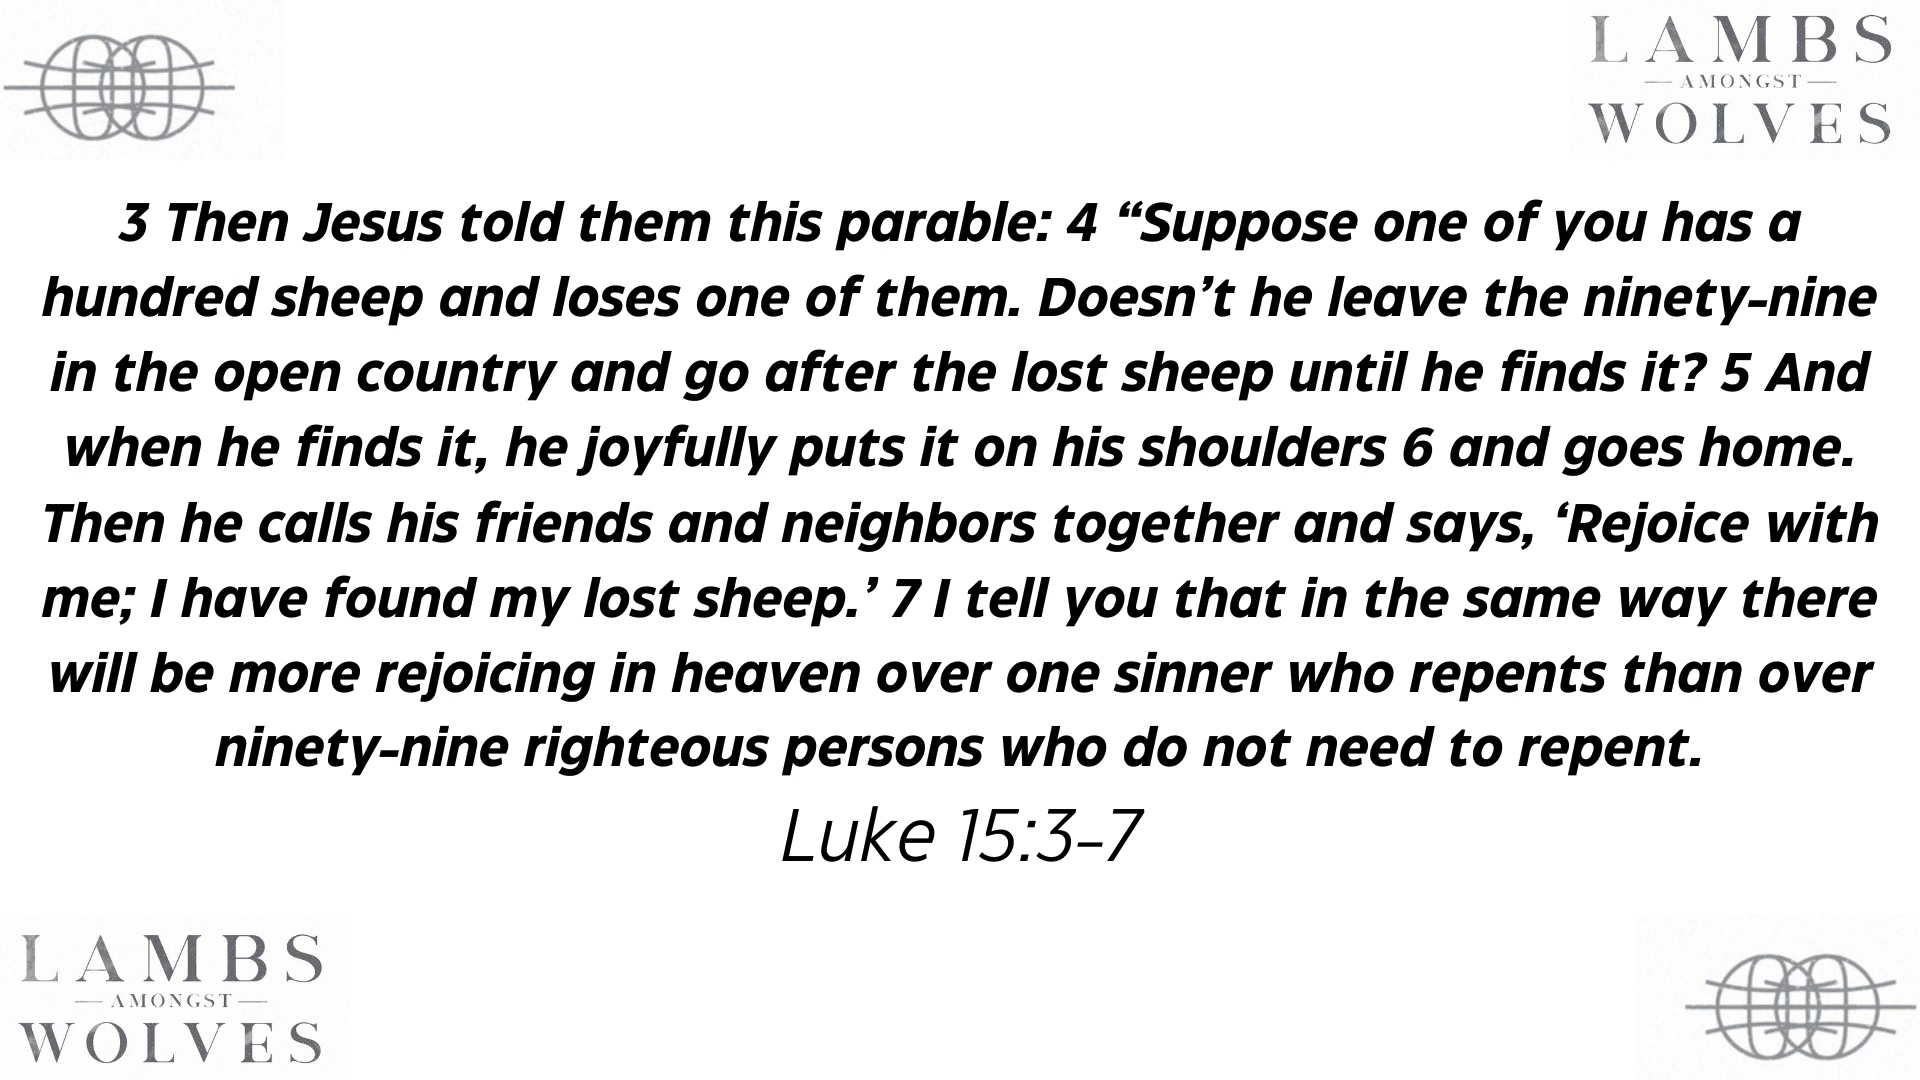 LAMBS
AMONGST
WOLVES
3 Then Jesus told them this parable: 4 “Suppose one of you has a
hundred sheep and loses one of them. Doesn’t he leave the ninety-nine
in the open country and go after the lost sheep until he finds it? 5 And
when he finds it, he joyfully puts it on his shoulders 6 and goes home.
Then he calls his friends and neighbors together and says, ‘Rejoice with
me; I have found my lost sheep.’ 7 I tell you that in the same way there
will be more rejoicing in heaven over one sinner who repents than over
ninety-nine righteous persons who do not need to repent.
Luke 15:3-7
LAMBS
AMONGST
WOLVES